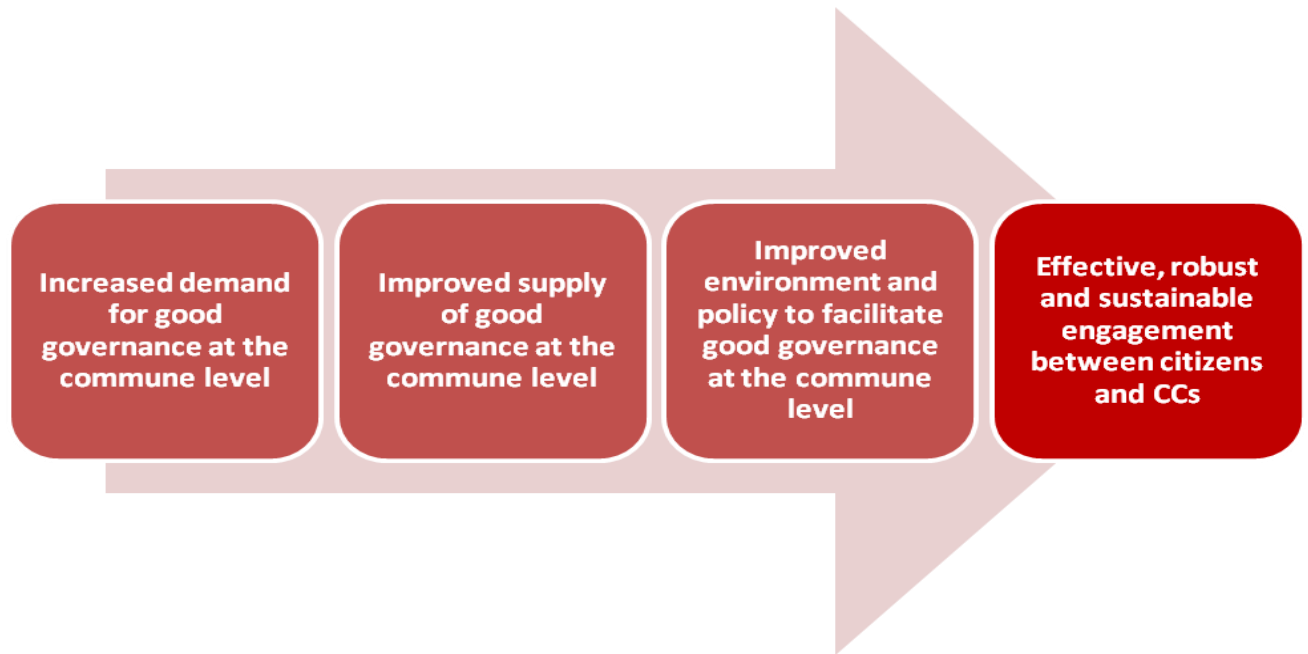 Increased demand
for good
governance at the
commune level
Improved supply
of good
governance at the
commune level
Improved
environment and
policy to facilitate
good governance
at the commune
level
Effective, robust
and sustainable
engagement
between citizens
and CCs